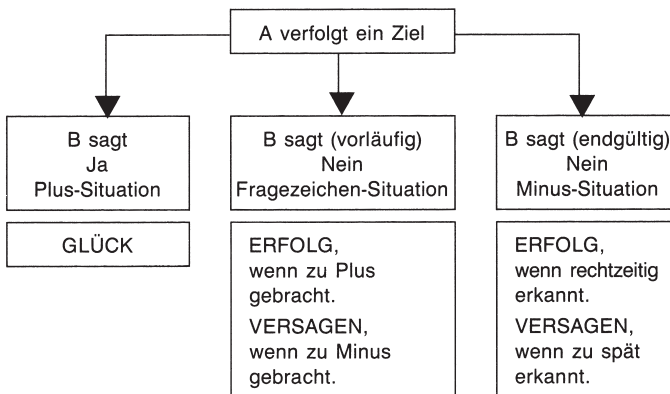 A verfolgt ein Ziel
B sagt
Ja
Plus-Situation
B sagt (vorläufig)
Nein
Fragezeichen-Situation
B sagt (endgültig)
Nein
Minus-Situation
GLÜCK
ERFOLG,
wenn zu Plus
gebracht.
VERSAGEN,
wenn zu Minus
gebracht.
ERFOLG,
wenn rechtzeitig
erkannt.
VERSAGEN,
wenn zu spät
erkannt.